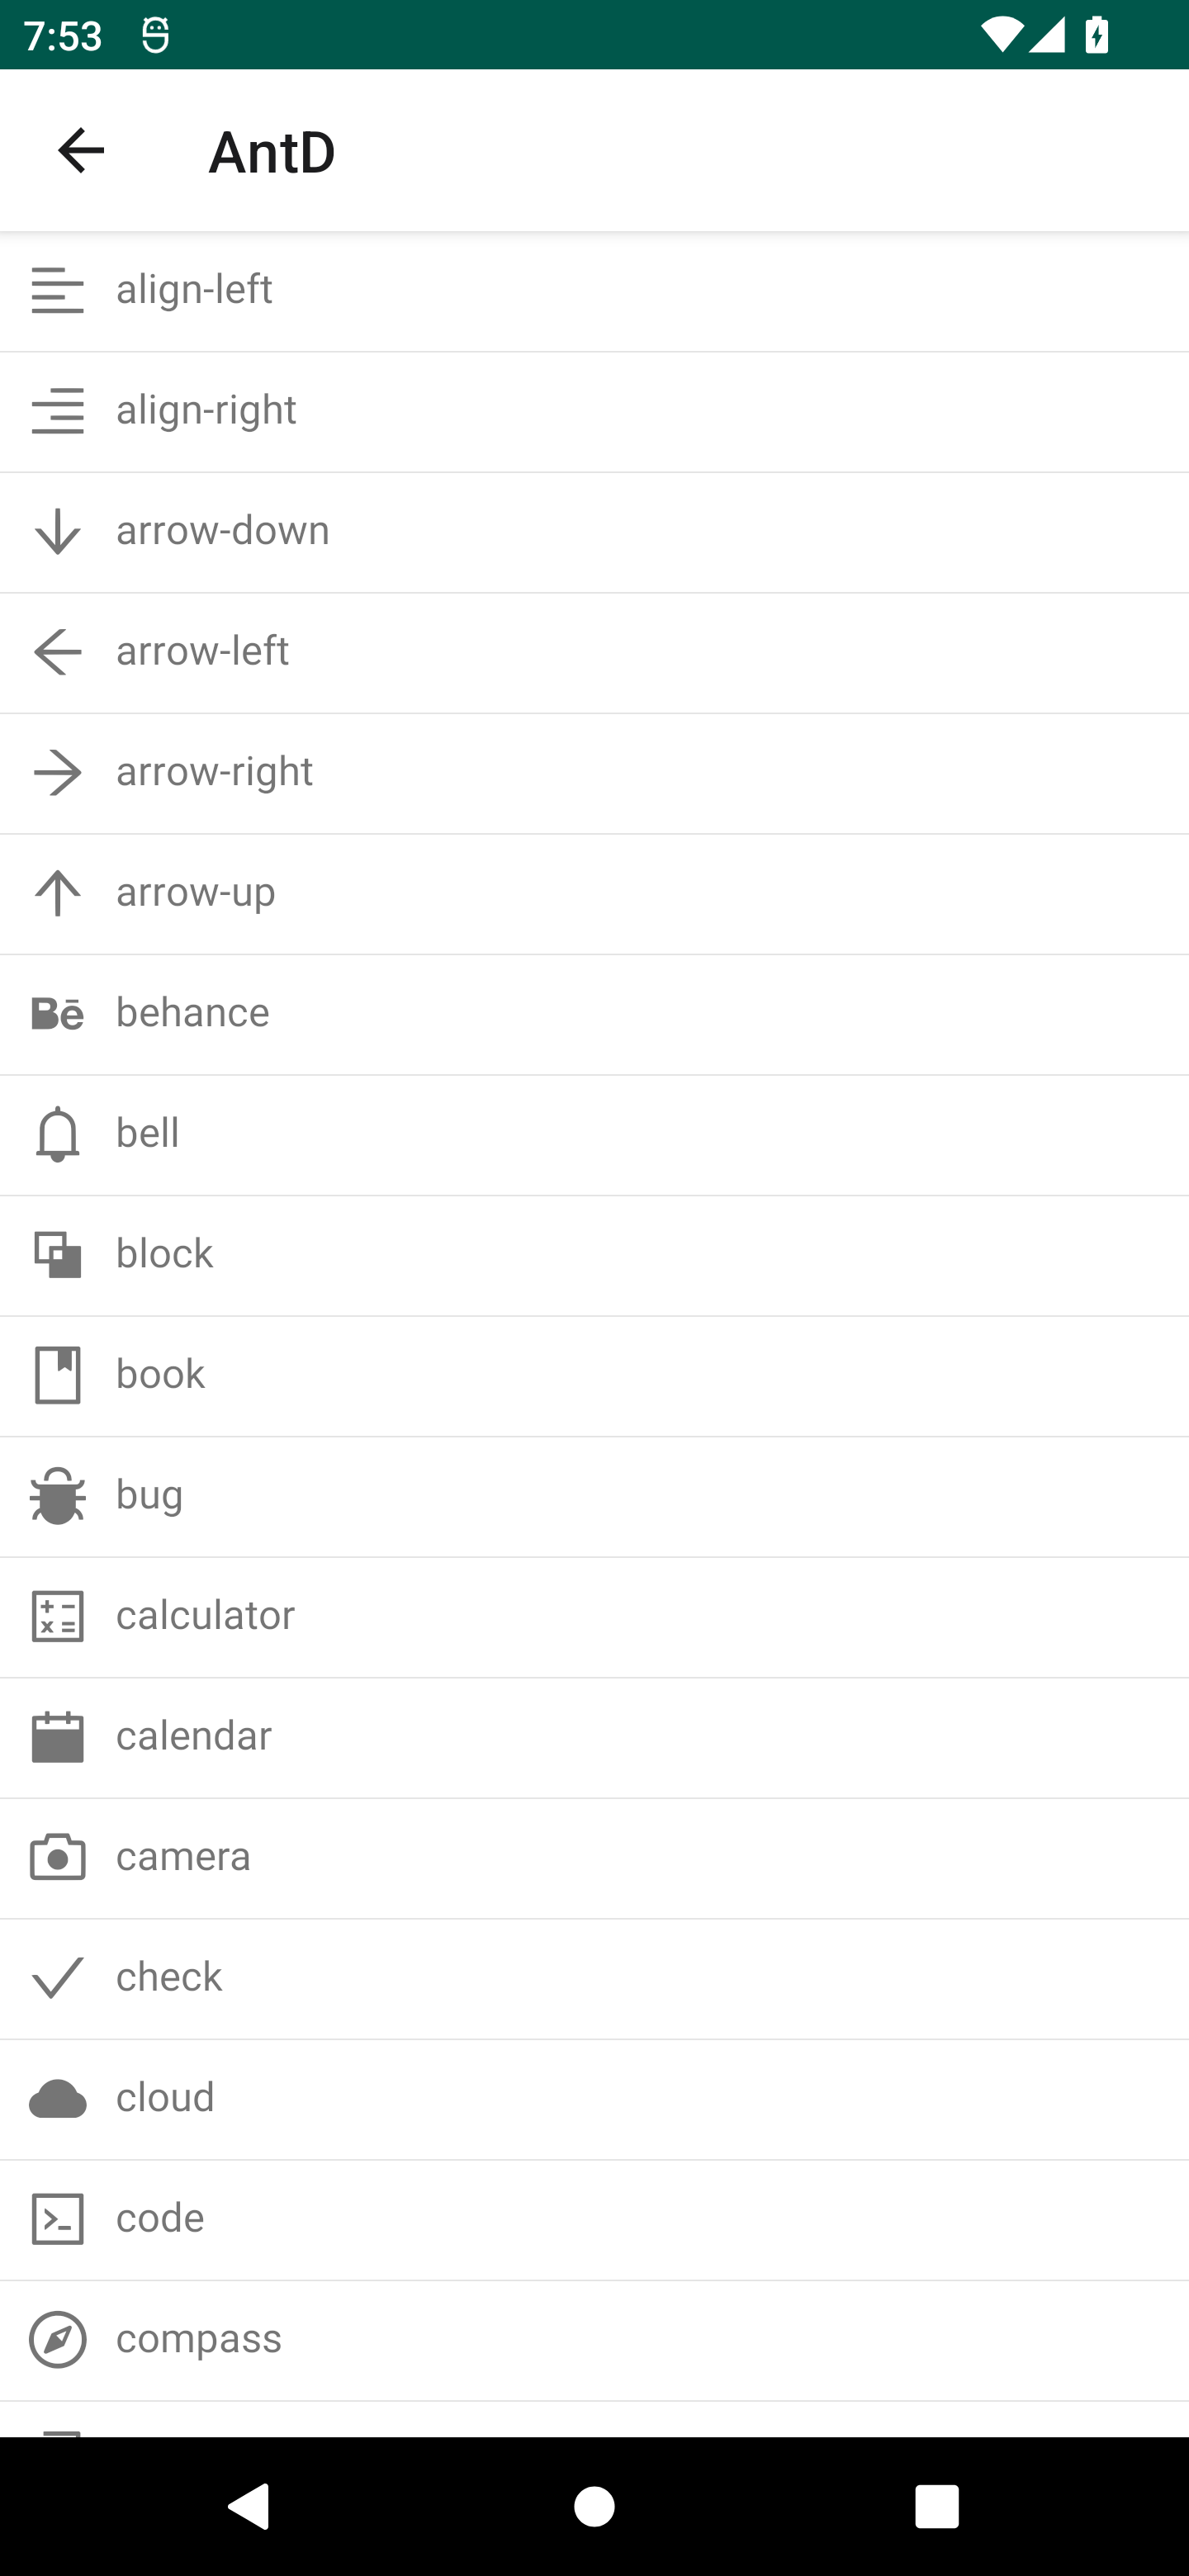 7:53
AntD
align-left
align-right
arrow-down
arrow-left
arrow-right
arrow-up
Bē behance
bell
block
book
bug
calculator
calendar
camera
check
cloud
code
compass